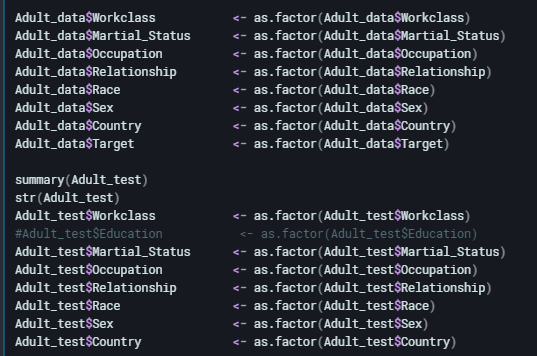 Adult_data$Workclass <- as.factor(Adult_data$Workclass)
Adult_data$Martial_Status <- as.factor(Adult_data$Martial_Status)
Adult_data$Occupation <- as.factor(Adult_data$Occupation)
Adult_data$Relationship <- as.factor(Adult_data$Relationship)
Adult_data$Race <- as.factor(Adult_data$Race)
Adult_data$Sex <- as.factor(Adult_data$Sex)
Adult_data$Country <- as.factor(Adult_data$Country)
Adult_data$Target <- as.factor(Adult_data$Target)
summary(Adult_test)
str(Adult_test)
Adult_test$Workclass <- as.factor(Adult_test$Workclass)
#Adult_test$Education <- as.factor(Adult_test$Education)
Adult_test$Martial_Status <- as.factor(Adult_test$Martial_Status)
Adult_test$Occupation <- as.factor(Adult_test$Occupation)
Adult_test$Relationship <- as.factor(Adult_test$Relationship)
Adult_test$Race <- as.factor(Adult_test$Race)
Adult_test$Sex <- as.factor(Adult_test$Sex)
Adult_test$Country <- as.factor(Adult_test$Country)